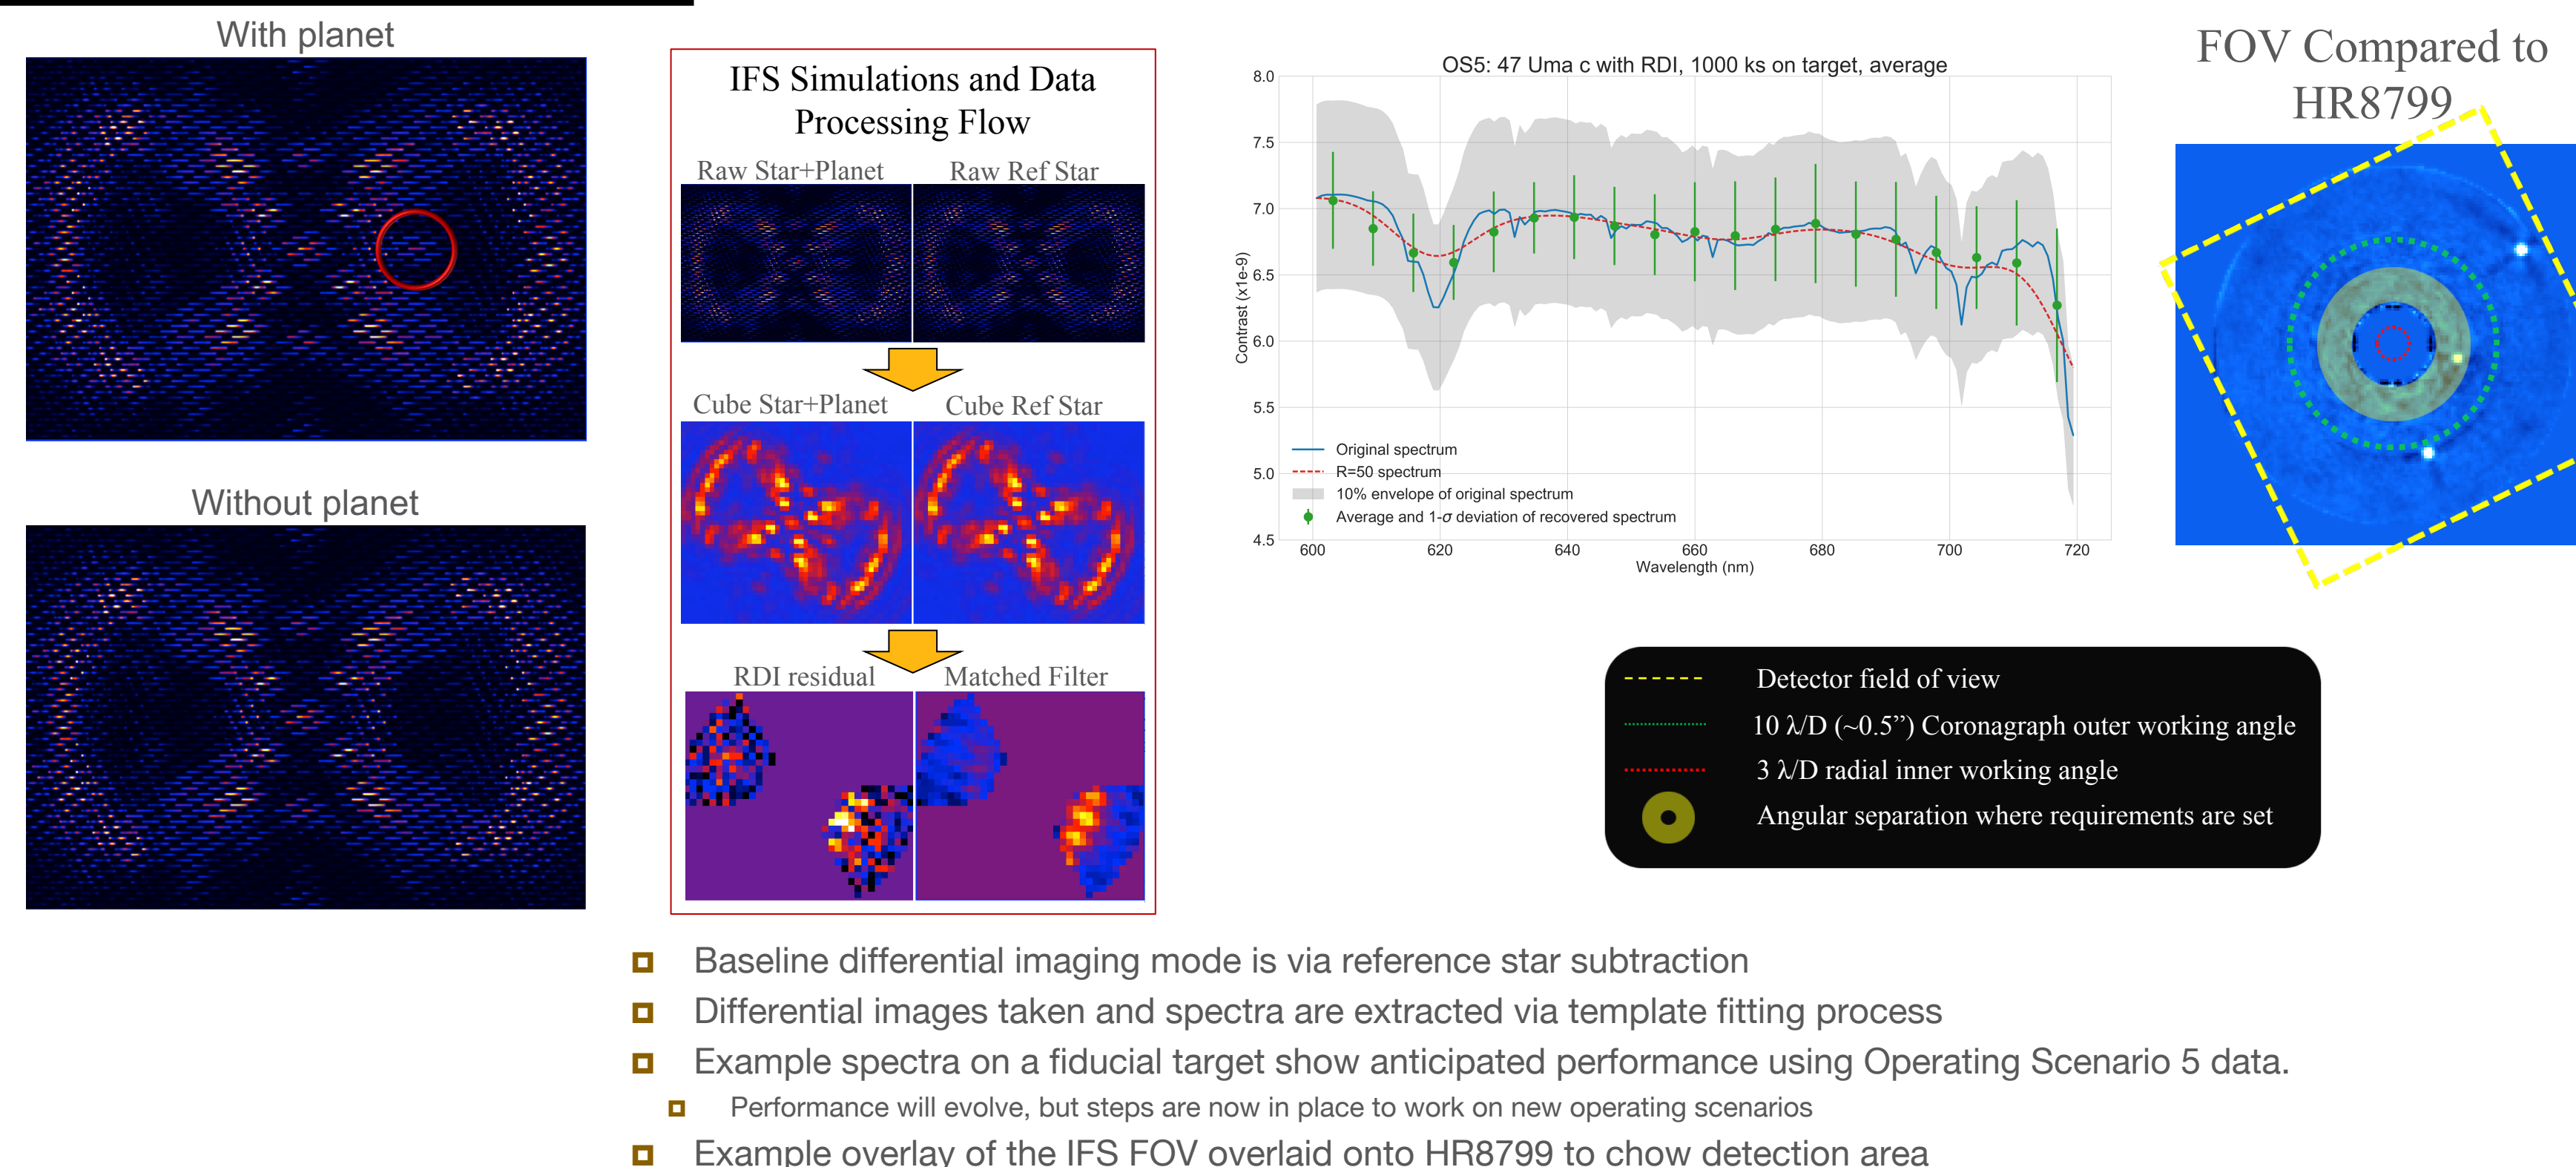 With planet
Without planet
IFS Simulations and Data
Processing Flow
Raw Star+Planet
Raw Ref Star
Cube Star+Planet
Cube Ref Star
RDI residual
Matched Filter
OS5: 47 Uma c with RDI, 1000 ks on target, average
Contrast (x1e-9)
8.0
7.5
7.0
6.5
6.0
5.5
5.0
4.5
Original spectrum
R=50 spectrum
10% envelope of original spectrum
Average and 1-σ deviation of recovered spectrum
600 620 640 660 680 700 720
Wavelength (nm)
FOV Compared to
HR8799
Detector field of view
10 λ/D (~0.5”) Coronagraph outer working angle
3 λ/D radial inner working angle
Angular separation where requirements are set
Baseline differential imaging mode is via reference star subtraction
Differential images taken and spectra are extracted via template fitting process
Example spectra on a fiducial target show anticipated performance using Operating Scenario 5 data.
Performance will evolve, but steps are now in place to work on new operating scenarios
Example overlay of the IFS FOV overlaid onto HR8799 to chow detection area